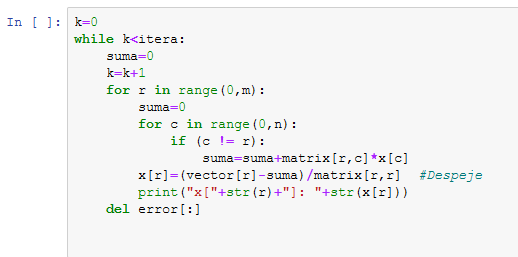 In [ ]: k=0
while k<itera:
    suma=0
    k=k+1
    for r in range(0,m):
        suma=0
        for c in range(0,n):
            if (c != r):
                suma=suma+matrix[r,c]*x[c]
        x[r]=(vector[r]-suma)/matrix[r,r]  #Despeje
        print("x["+str(r)+"]: "+str(x[r]))
    del error[:]